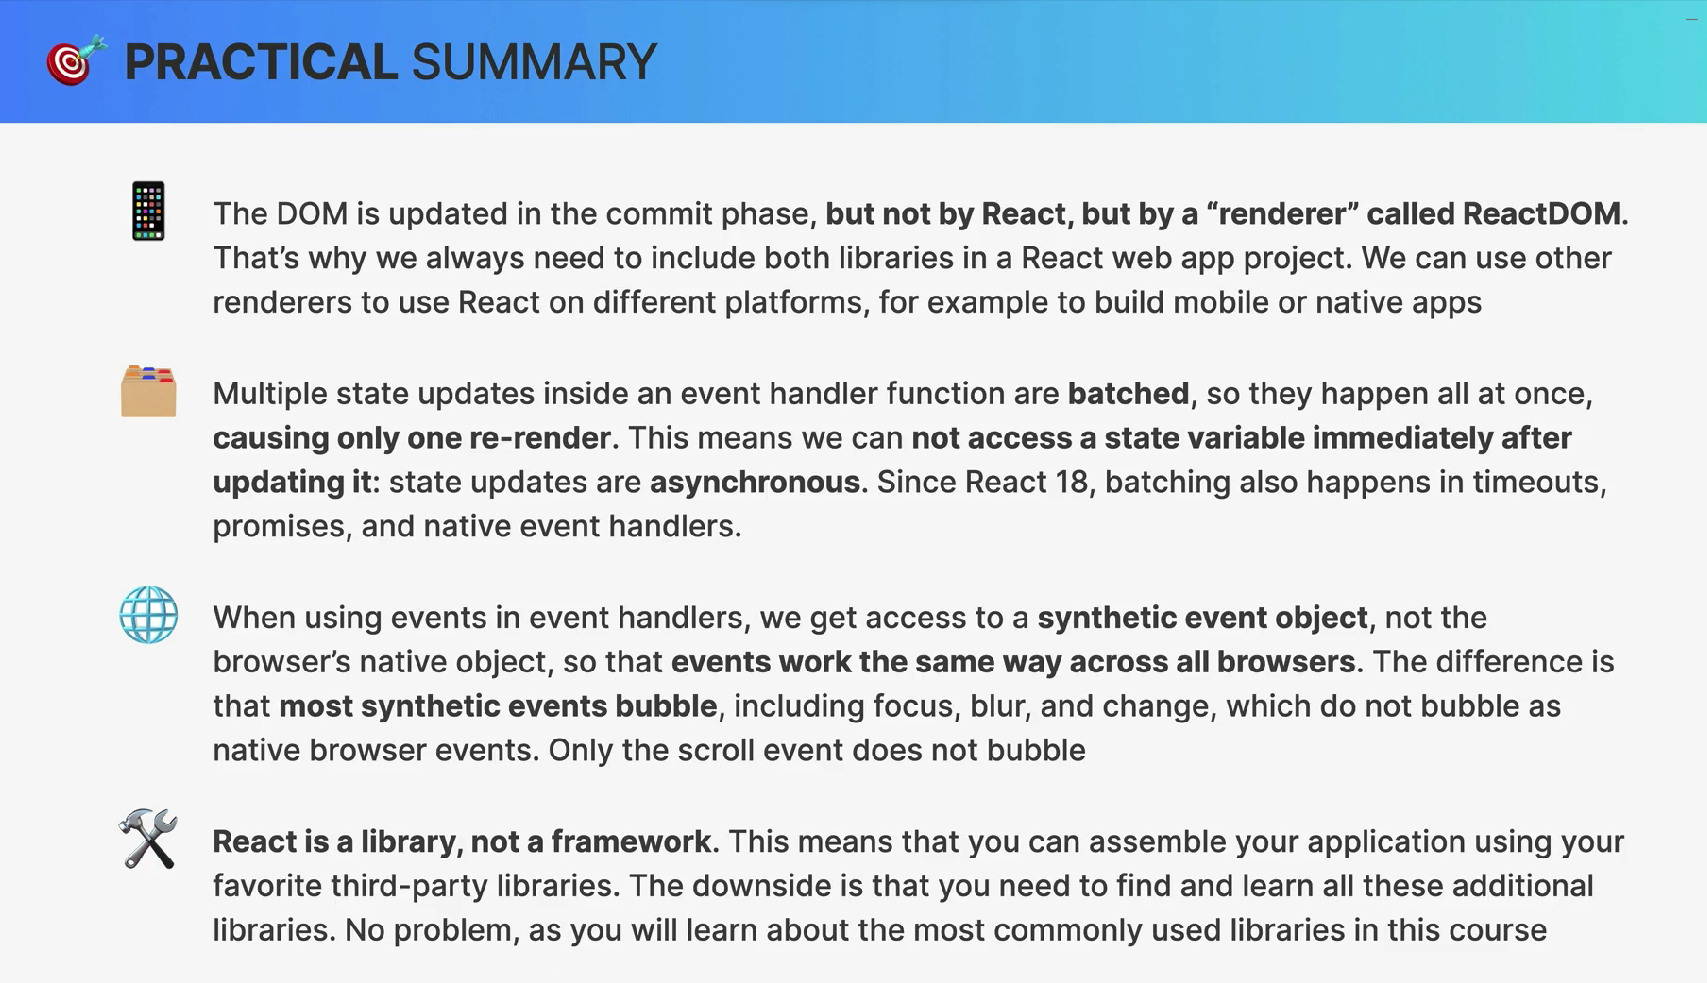 PRACTICAL SUMMARY
The DOM is updated in the commit phase, but not by React, but by a “renderer” called ReactDOM.
That’s why we always need to include both libraries in a React web app project. We can use other
renderers to use React on different platforms, for example to build mobile or native apps
Multiple state updates inside an event handler function are batched, so they happen all at once,
causing only one re-render. This means we can not access a state variable immediately after
updating it: state updates are asynchronous. Since React 18, batching also happens in timeouts,
promises, and native event handlers.
When using events in event handlers, we get access to a synthetic event object, not the
browser’s native object, so that events work the same way across all browsers. The difference is
that most synthetic events bubble, including focus, blur, and change, which do not bubble as
native browser events. Only the scroll event does not bubble
React is a library, not a framework. This means that you can assemble your application using your
favorite third-party libraries. The downside is that you need to find and learn all these additional
libraries. No problem, as you will learn about the most commonly used libraries in this course